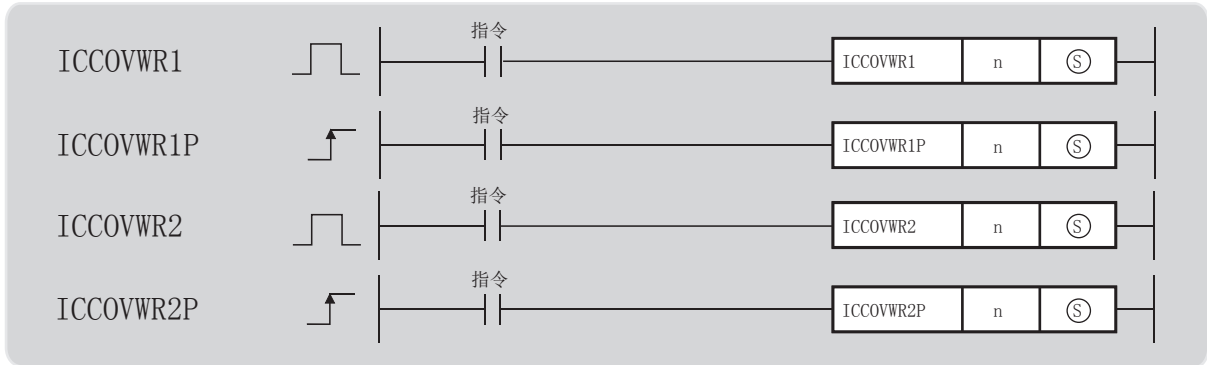 指令
ICCOVWR1 ICCOVWR1 n Ⓢ
指令
ICCOVWR1P ICCOVWR1P n Ⓢ
指令
ICCOVWR2 ICCOVWR2 n Ⓢ
指令
ICCOVWR2P ICCOVWR2P n Ⓢ